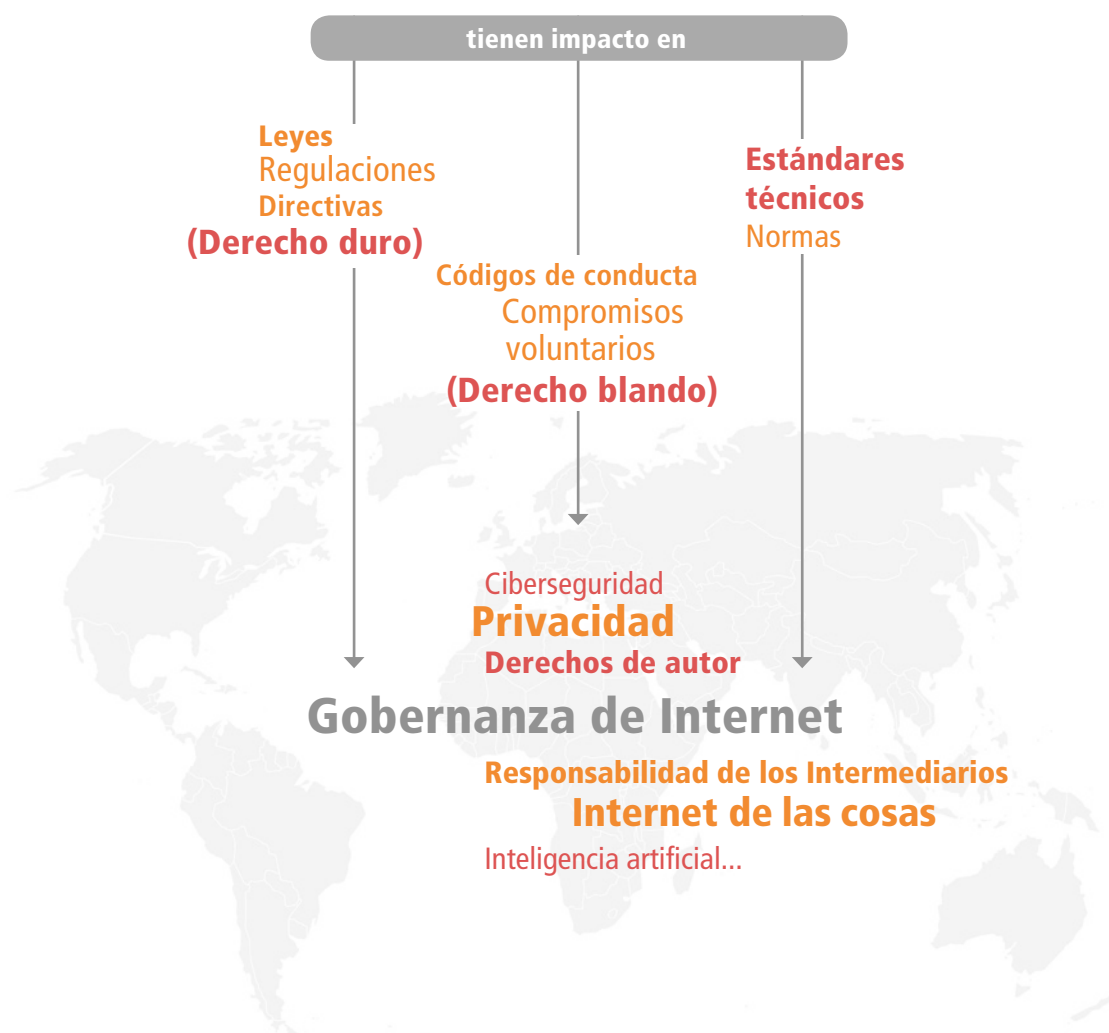 tienen impacto en
Leyes
Regulaciones
Directivas
(Derecho duro)
Códigos de conducta
Compromisos
voluntarios
(Derecho blando)
Estándares
técnicos
Normas
Ciberseguridad
Privacidad
Derechos de autor
Gobernanza de Internet
Responsabilidad de los Intermediarios
Internet de las cosas
Inteligencia artificial...